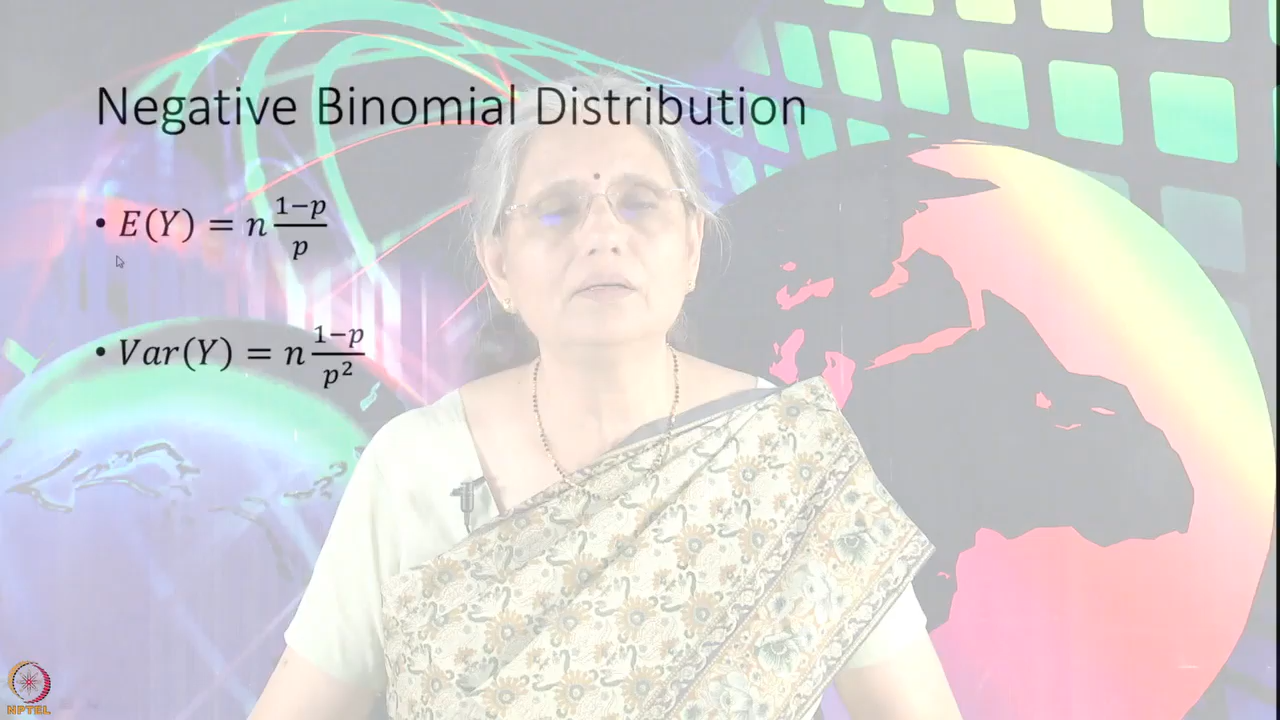 Negative Binomial Distribution
• E(Y) = n (1−p)/p
• Var(Y) = n (1−p)/p²
NPTEL